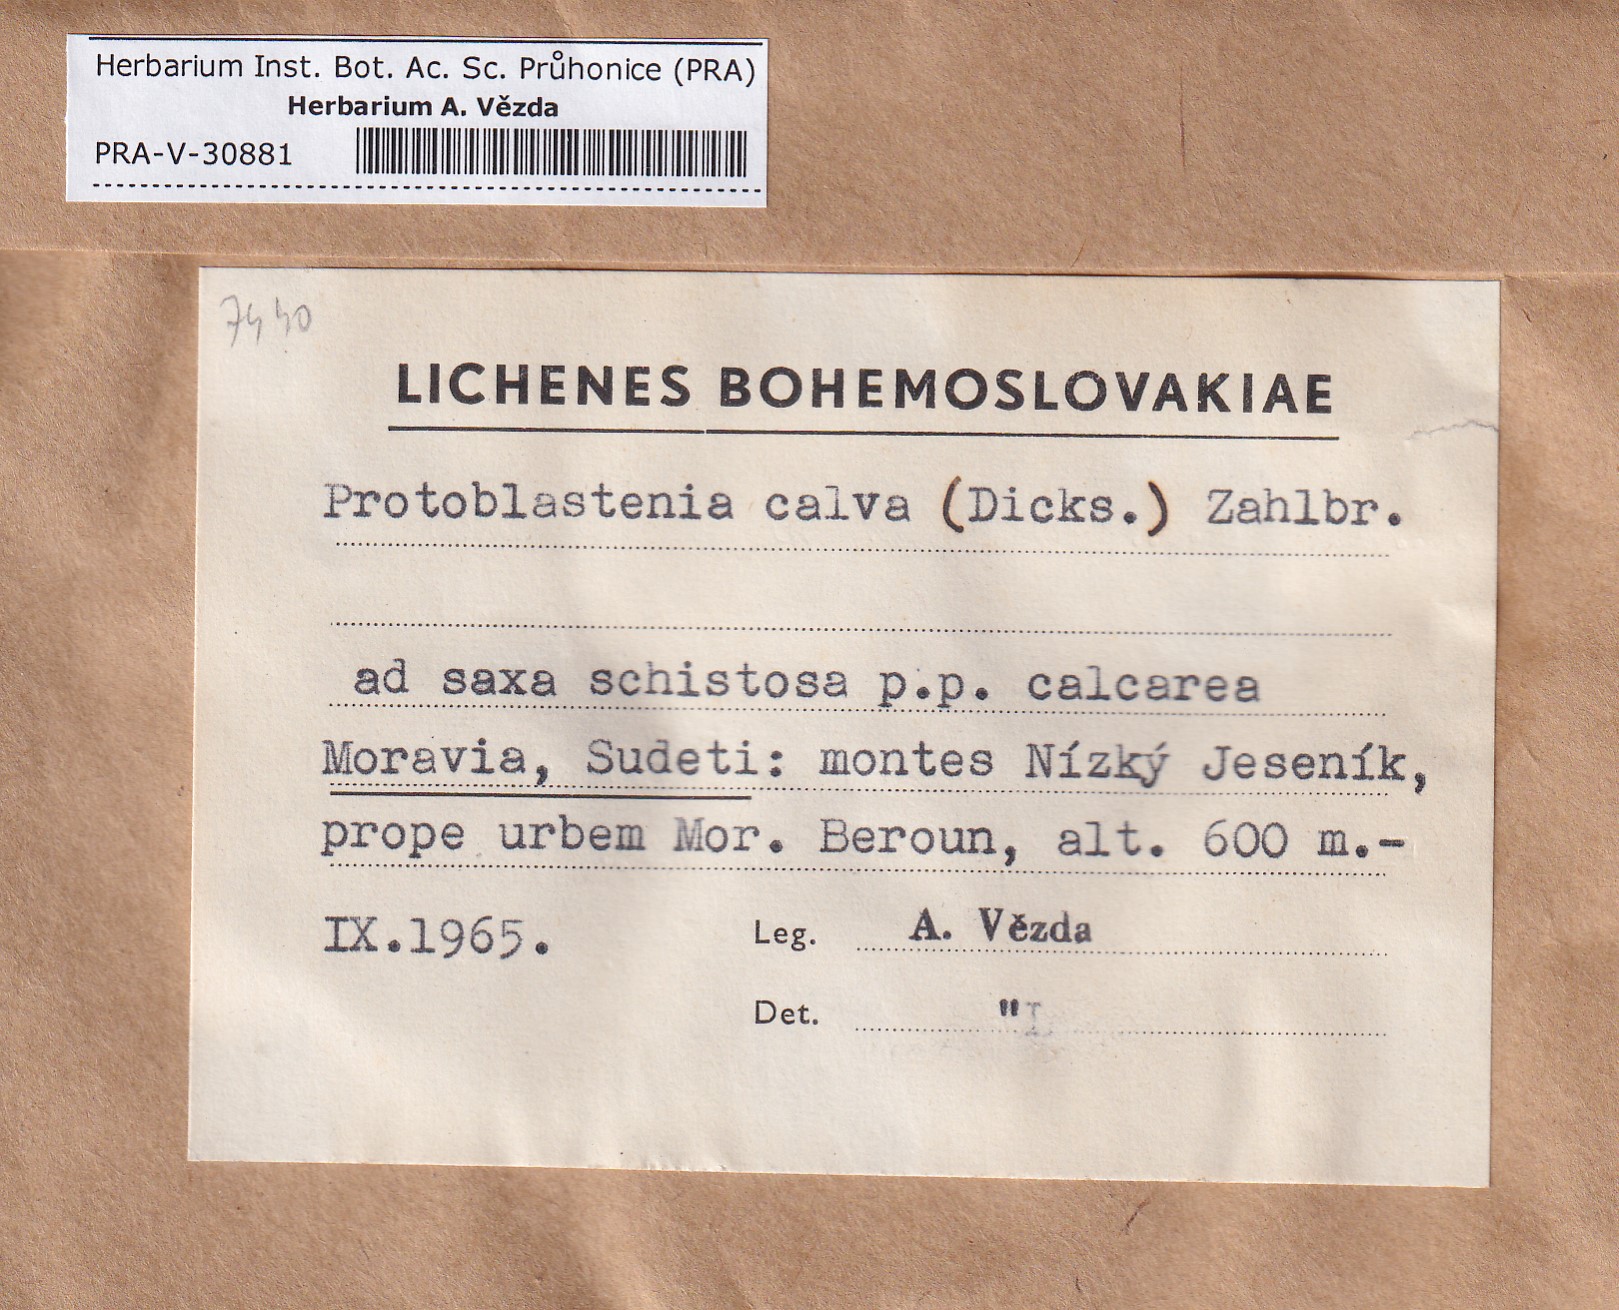 Herbarium Inst. Bot. Ac. Sc. Průhonice (PRA)
Herbarium A. Vězda
PRA-V-30881
7440
LICHENES BOHEMOSLOVAKIAE
Protoblastenia calva (Dicks.) Zahlbr.
ad saxa schistosa p.p. calcarea
Moravia, Sudeti: montes Nízký Jeseník,
prope urbem Mor. Beroun, alt. 600 m.-
IX.1965.
Leg. A. Vězda
Det. "